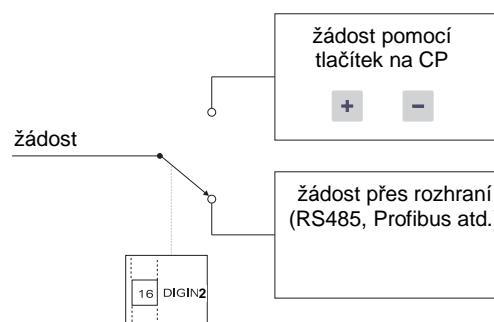 žádost pomocí
tlačítek na CP
+ -
žádost
žádost přes rozhraní
(RS485, Profibus atd.
16 DIGIN2